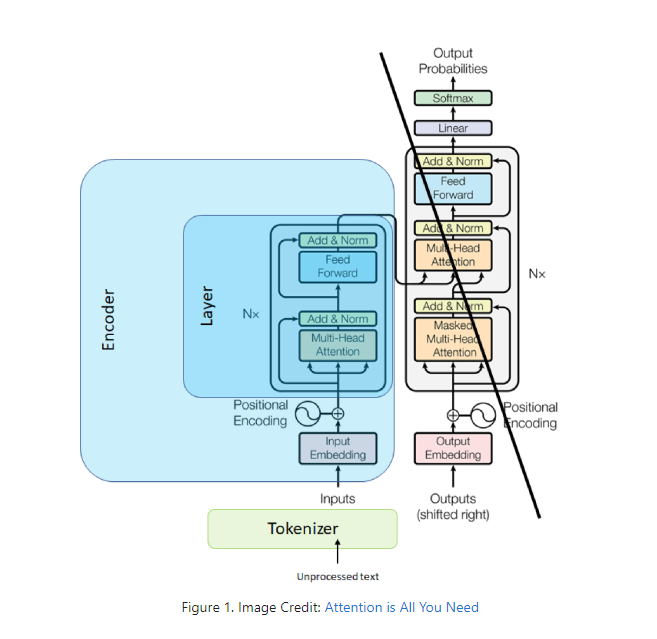 Output
Probabilities
Softmax
Linear
Add & Norm
Feed
Forward
Add & Norm
Multi-Head
Attention
Add & Norm
Masked
Multi-Head
Attention
Nx
Positional
Encoding
Output
Embedding
Outputs
(shifted right)
Encoder
Layer
Nx
Add & Norm
Feed
Forward
Add & Norm
Multi-Head
Attention
Positional
Encoding
Input
Embedding
Inputs
Tokenizer
Unprocessed text
Figure 1. Image Credit: Attention is All You Need